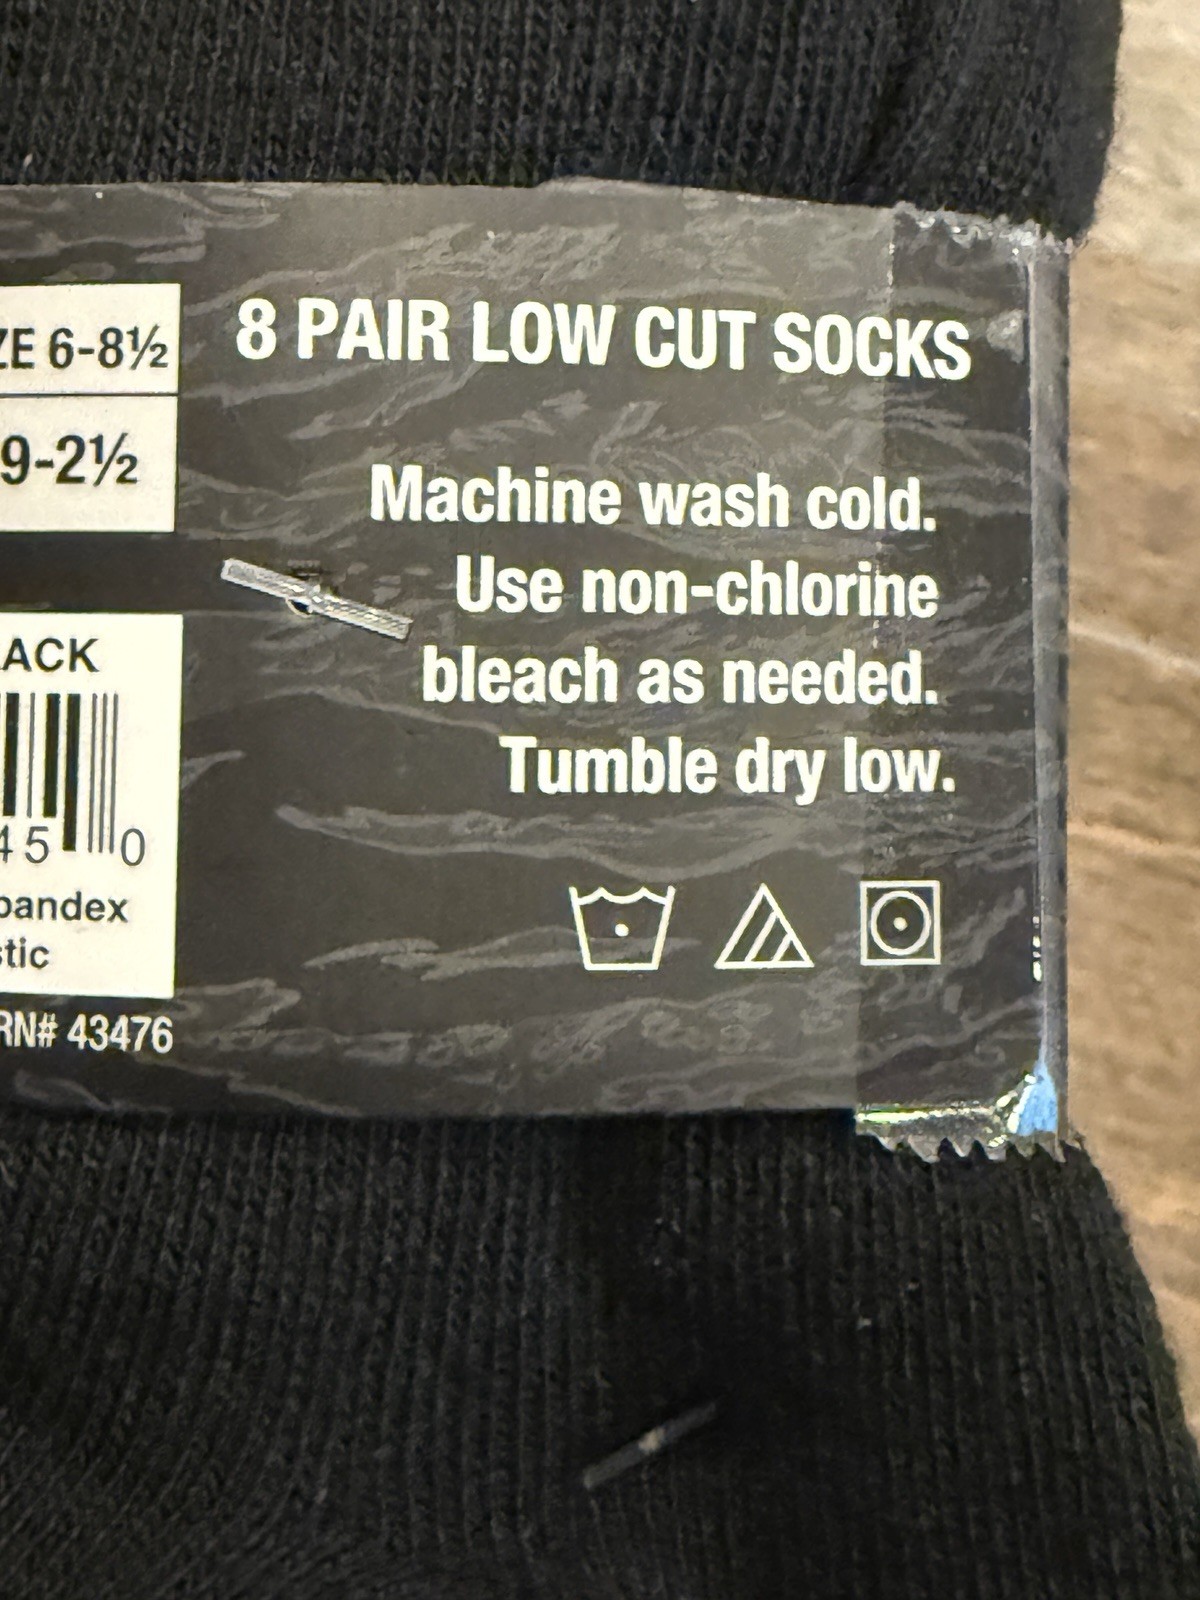 8 PAIR LOW CUT SOCKS
6-8½
9-2½
Machine wash cold.
Use non-chlorine
bleach as needed.
Tumble dry low.
ACK
45 0
pandex
stic
RN# 43476